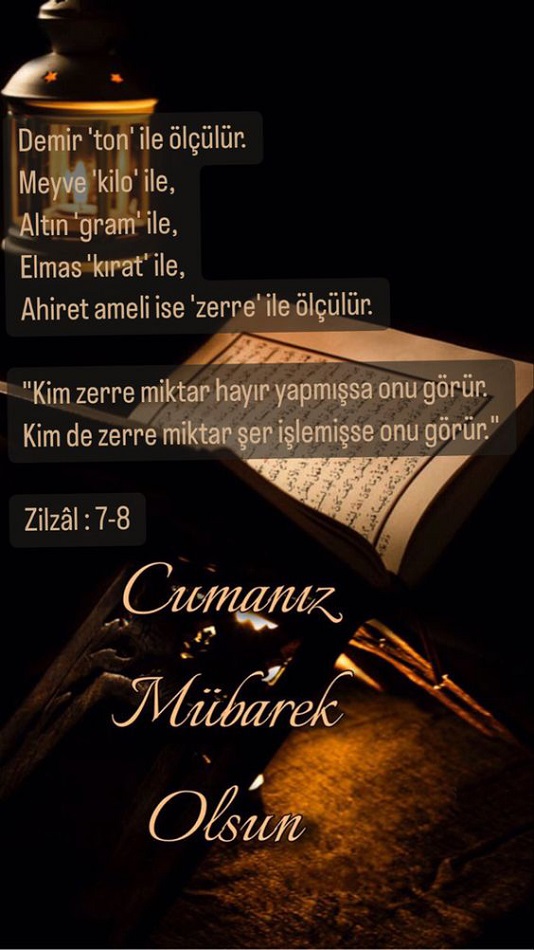 Demir 'ton' ile ölçülür.
Meyve 'kilo' ile,
Altın 'gram' ile,
Elmas 'kırat' ile,
Ahiret ameli ise 'zerre' ile ölçülür.
"Kim zerre miktar hayır yapmışsa onu görür.
Kim de zerre miktar şer işlemişse onu görür."
Zilzâl : 7-8
Cumanız
Mübarek
Olsun